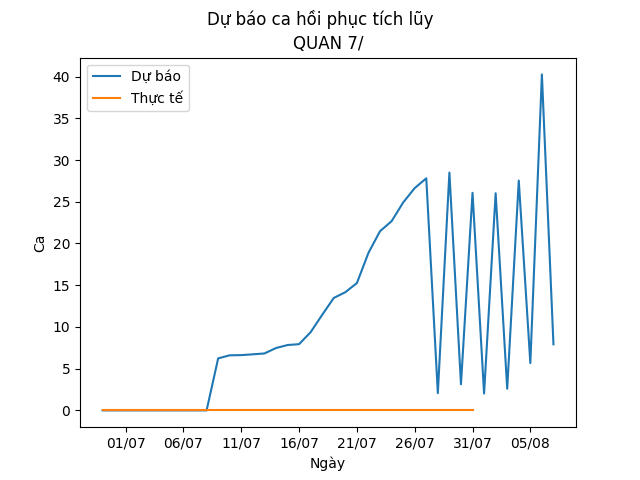 Dự báo ca hồi phục tích lũy
QUAN 7/
Dự báo
Thực tế
Ca
40
35
30
25
20
15
10
5
0
01/07 06/07 11/07 16/07 21/07 26/07 31/07 05/08
Ngày